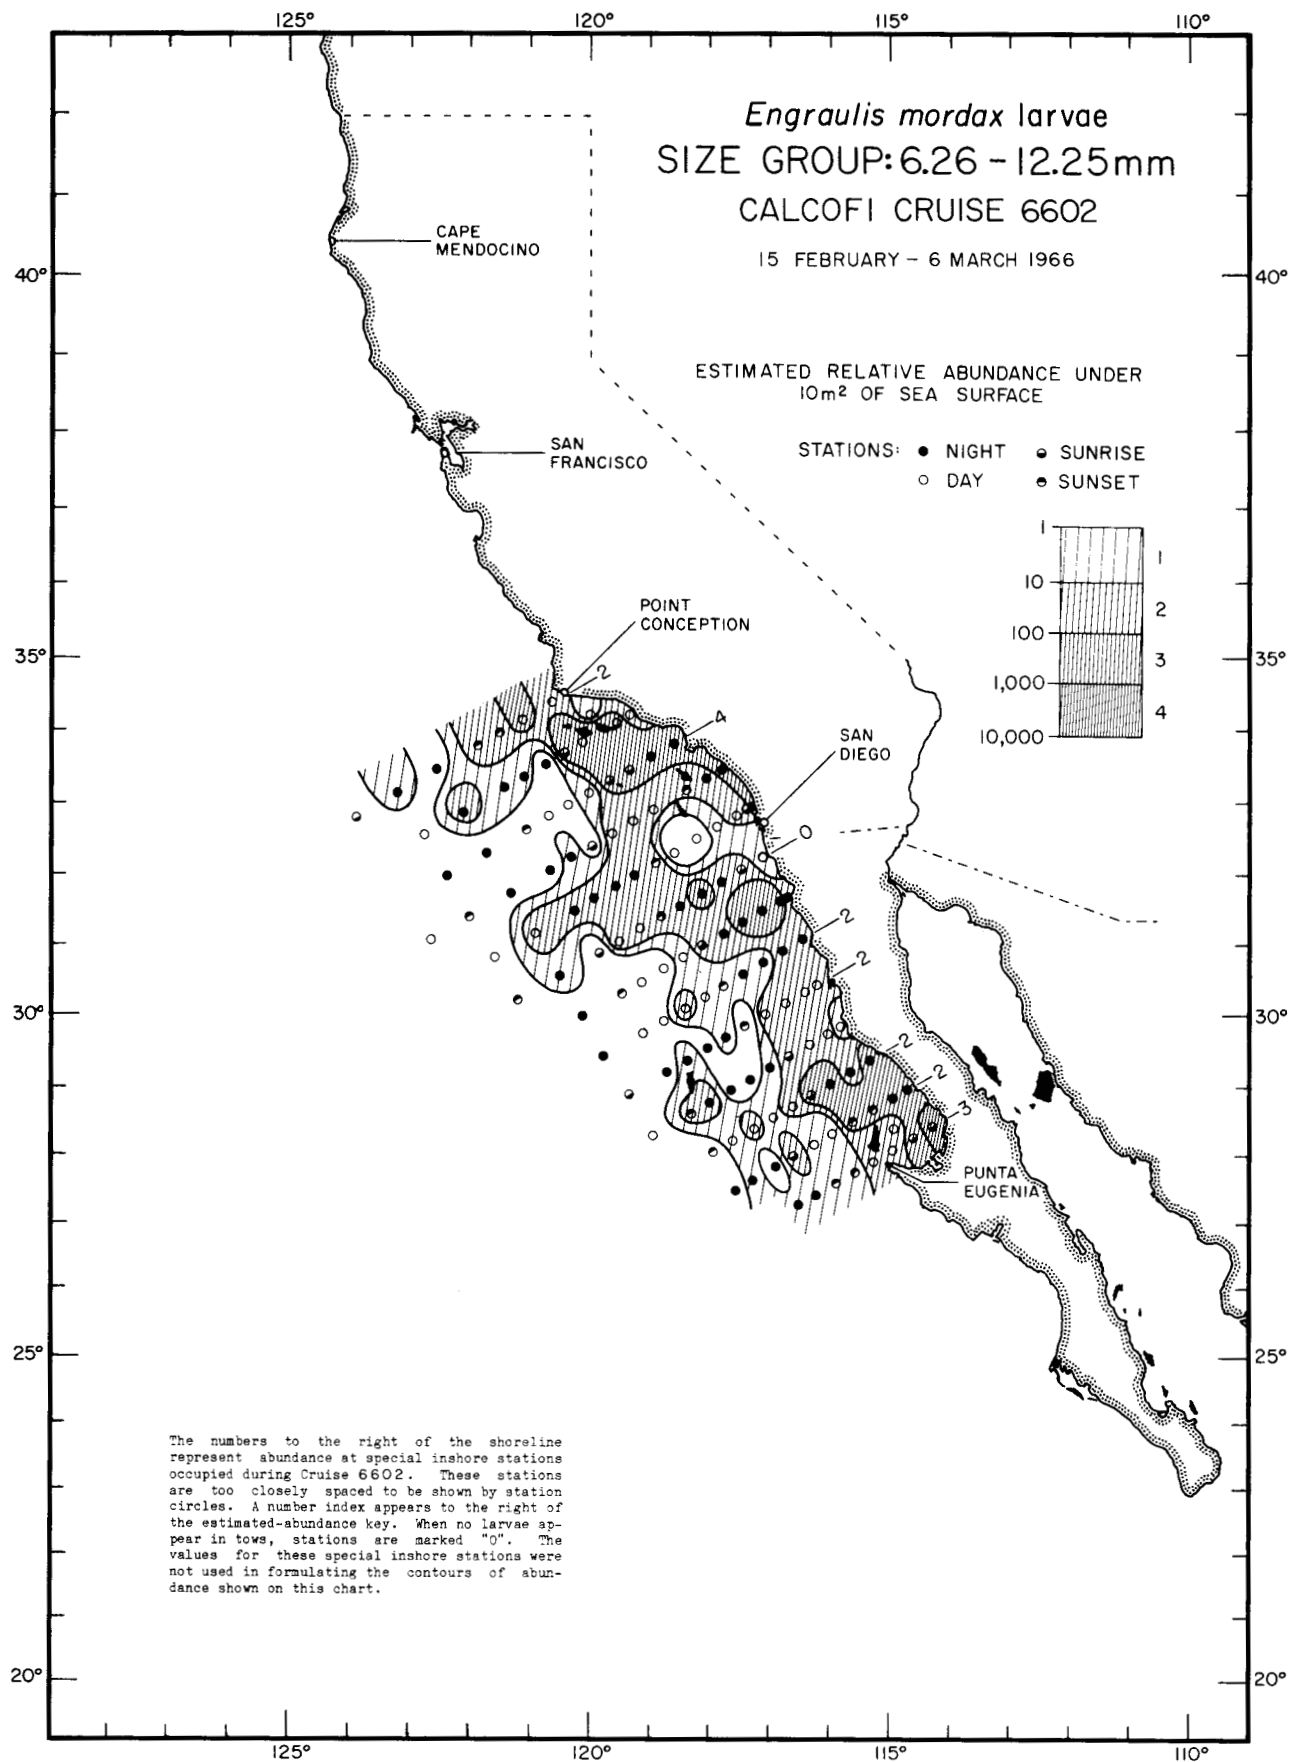 125° 120° 115° 110°
Engraulis mordax larvae
SIZE GROUP: 6.26 - 12.25mm
CALCOFI CRUISE 6602
15 FEBRUARY - 6 MARCH 1966
CAPE
MENDOCINO
40° 40°
ESTIMATED RELATIVE ABUNDANCE UNDER
10m² OF SEA SURFACE
STATIONS: ● NIGHT SUNRISE
○ DAY SUNSET
SAN
FRANCISCO
1
1
10
2
100
3
1,000
4
10,000
POINT
CONCEPTION
35° 35°
2
4
SAN
DIEGO
0
2
2
30° 30°
2
2
3
PUNTA
EUGENIA
25° 25°
The numbers to the right of the shoreline
represent abundance at special inshore stations
occupied during Cruise 6602. These stations
are too closely spaced to be shown by station
circles. A number index appears to the right of
the estimated-abundance key. When no larvae ap-
pear in tows, stations are marked "0". The
values for these special inshore stations were
not used in formulating the contours of abun-
dance shown on this chart.
20° 20°
125° 120° 115° 110°